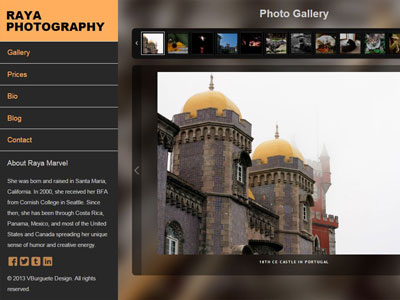 RAYA
PHOTOGRAPHY
Gallery
Prices
Bio
Blog
Contact
About Raya Marvel
She was born and raised in Santa Maria,
California. In 2000, she received her BFA
from Cornish College in Seattle. Since
then, she has been through Costa Rica,
Panama, Mexico, and most of the United
States and Canada spreading her unique
sense of humor and creative energy.
© 2013 VBurguete Design. All rights
reserved.
Photo Gallery
19TH CE CASTLE IN PORTUGAL